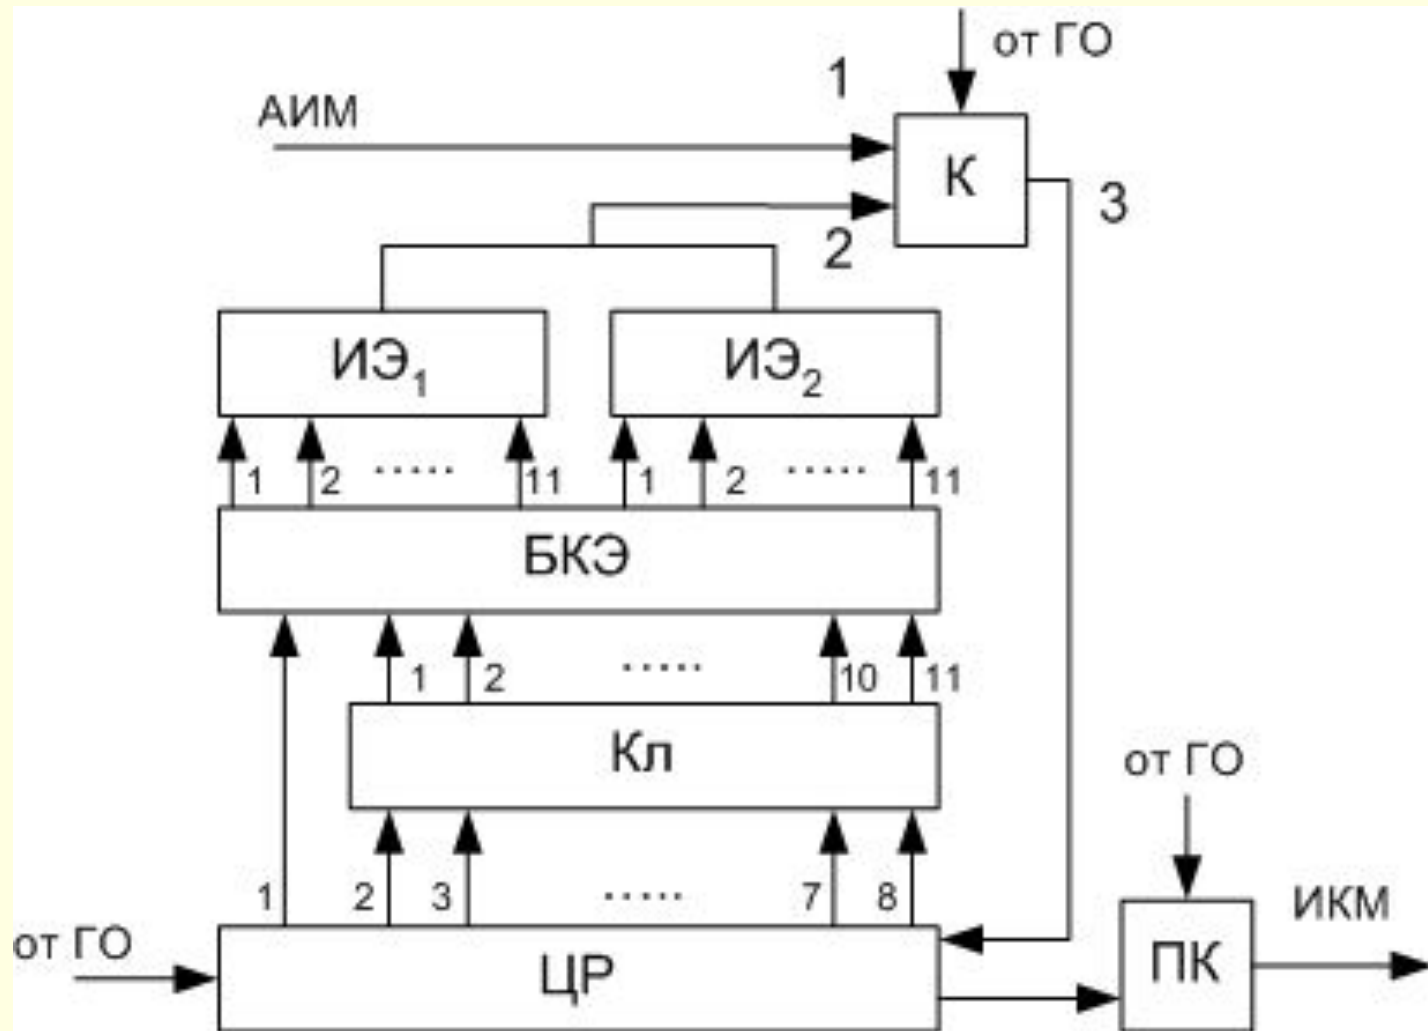 от ГО
1
АИМ
К
3
2
ИЭ1 ИЭ2
1 2 ..... 11 1 2 ..... 11
БКЭ
1 2 ..... 10 11
Кл
от ГО
1 2 3 ..... 7 8
ИКМ
от ГО
ЦР ПК